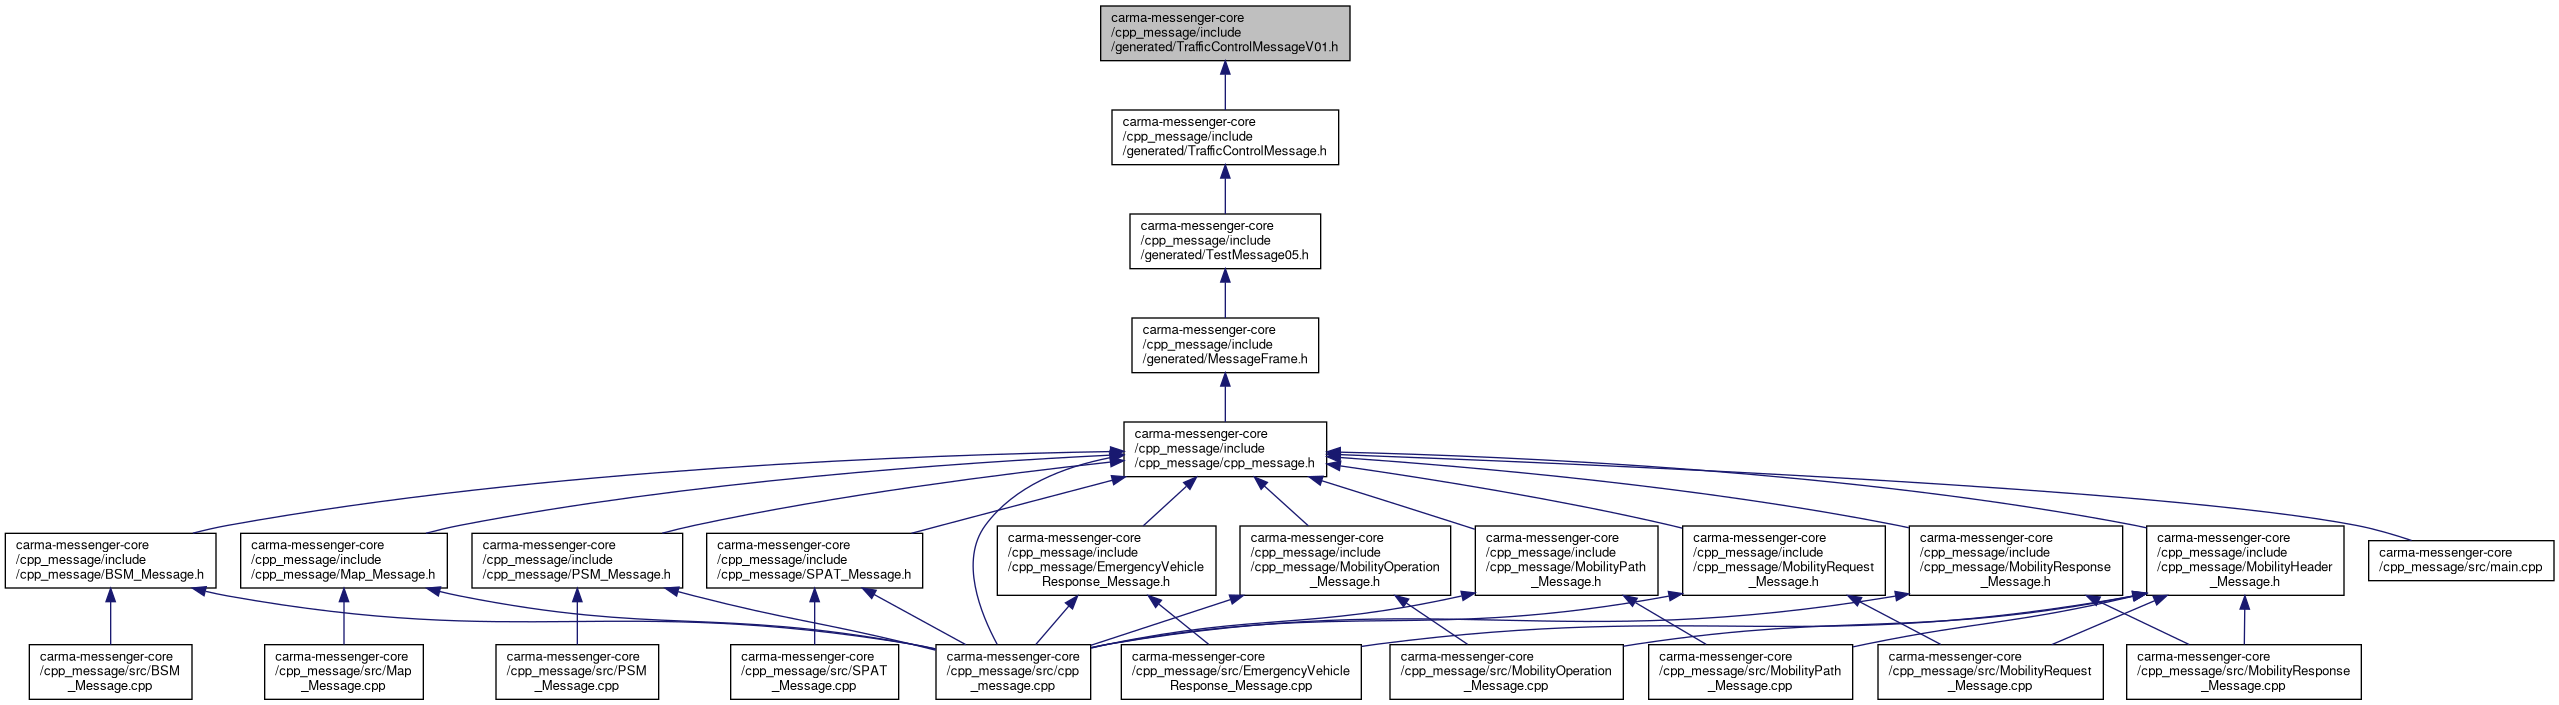 carma-messenger-core
/cpp_message/include
/generated/TrafficControlMessageV01.h
carma-messenger-core
/cpp_message/include
/generated/TrafficControlMessage.h
carma-messenger-core
/cpp_message/include
/generated/TestMessage05.h
carma-messenger-core
/cpp_message/include
/generated/MessageFrame.h
carma-messenger-core
/cpp_message/include
/cpp_message/cpp_message.h
carma-messenger-core
/cpp_message/include
/cpp_message/BSM_Message.h
carma-messenger-core
/cpp_message/include
/cpp_message/Map_Message.h
carma-messenger-core
/cpp_message/include
/cpp_message/PSM_Message.h
carma-messenger-core
/cpp_message/include
/cpp_message/SPAT_Message.h
carma-messenger-core
/cpp_message/include
/cpp_message/EmergencyVehicle
Response_Message.h
carma-messenger-core
/cpp_message/include
/cpp_message/MobilityOperation
_Message.h
carma-messenger-core
/cpp_message/include
/cpp_message/MobilityPath
_Message.h
carma-messenger-core
/cpp_message/include
/cpp_message/MobilityRequest
_Message.h
carma-messenger-core
/cpp_message/include
/cpp_message/MobilityResponse
_Message.h
carma-messenger-core
/cpp_message/include
/cpp_message/MobilityHeader
_Message.h
carma-messenger-core
/cpp_message/src/main.cpp
carma-messenger-core
/cpp_message/src/BSM
_Message.cpp
carma-messenger-core
/cpp_message/src/Map
_Message.cpp
carma-messenger-core
/cpp_message/src/PSM
_Message.cpp
carma-messenger-core
/cpp_message/src/SPAT
_Message.cpp
carma-messenger-core
/cpp_message/src/cpp
_message.cpp
carma-messenger-core
/cpp_message/src/EmergencyVehicle
Response_Message.cpp
carma-messenger-core
/cpp_message/src/MobilityOperation
_Message.cpp
carma-messenger-core
/cpp_message/src/MobilityPath
_Message.cpp
carma-messenger-core
/cpp_message/src/MobilityRequest
_Message.cpp
carma-messenger-core
/cpp_message/src/MobilityResponse
_Message.cpp